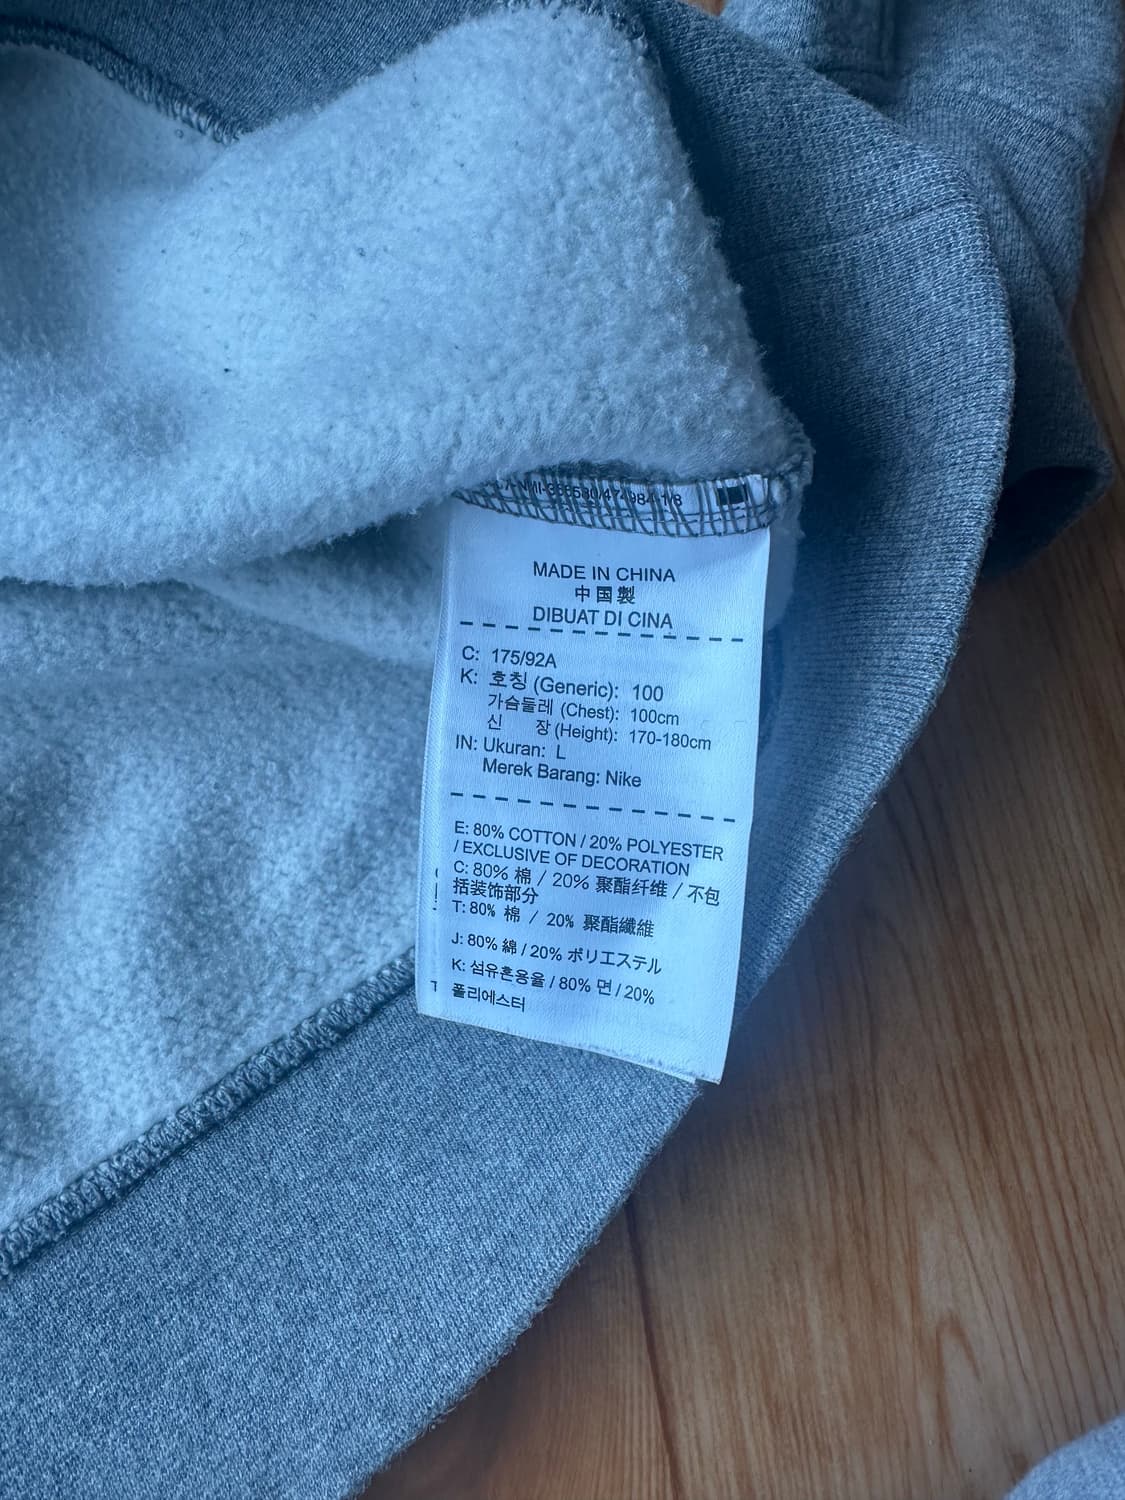 MADE IN CHINA
中国製
DIBUAT DI CINA
C: 175/92A
K: 호칭 (Generic): 100
가슴둘레 (Chest): 100cm
신 장 (Height): 170-180cm
IN: Ukuran: L
Merek Barang: Nike
E: 80% COTTON / 20% POLYESTER
/ EXCLUSIVE OF DECORATION
C: 80% 棉 / 20% 聚酯纤维 / 不包
括装饰部分
T: 80% 棉 / 20% 聚酯纖維
J: 80% 綿 / 20% ポリエステル
K: 섬유혼용율 / 80% 면 / 20%
폴리에스터